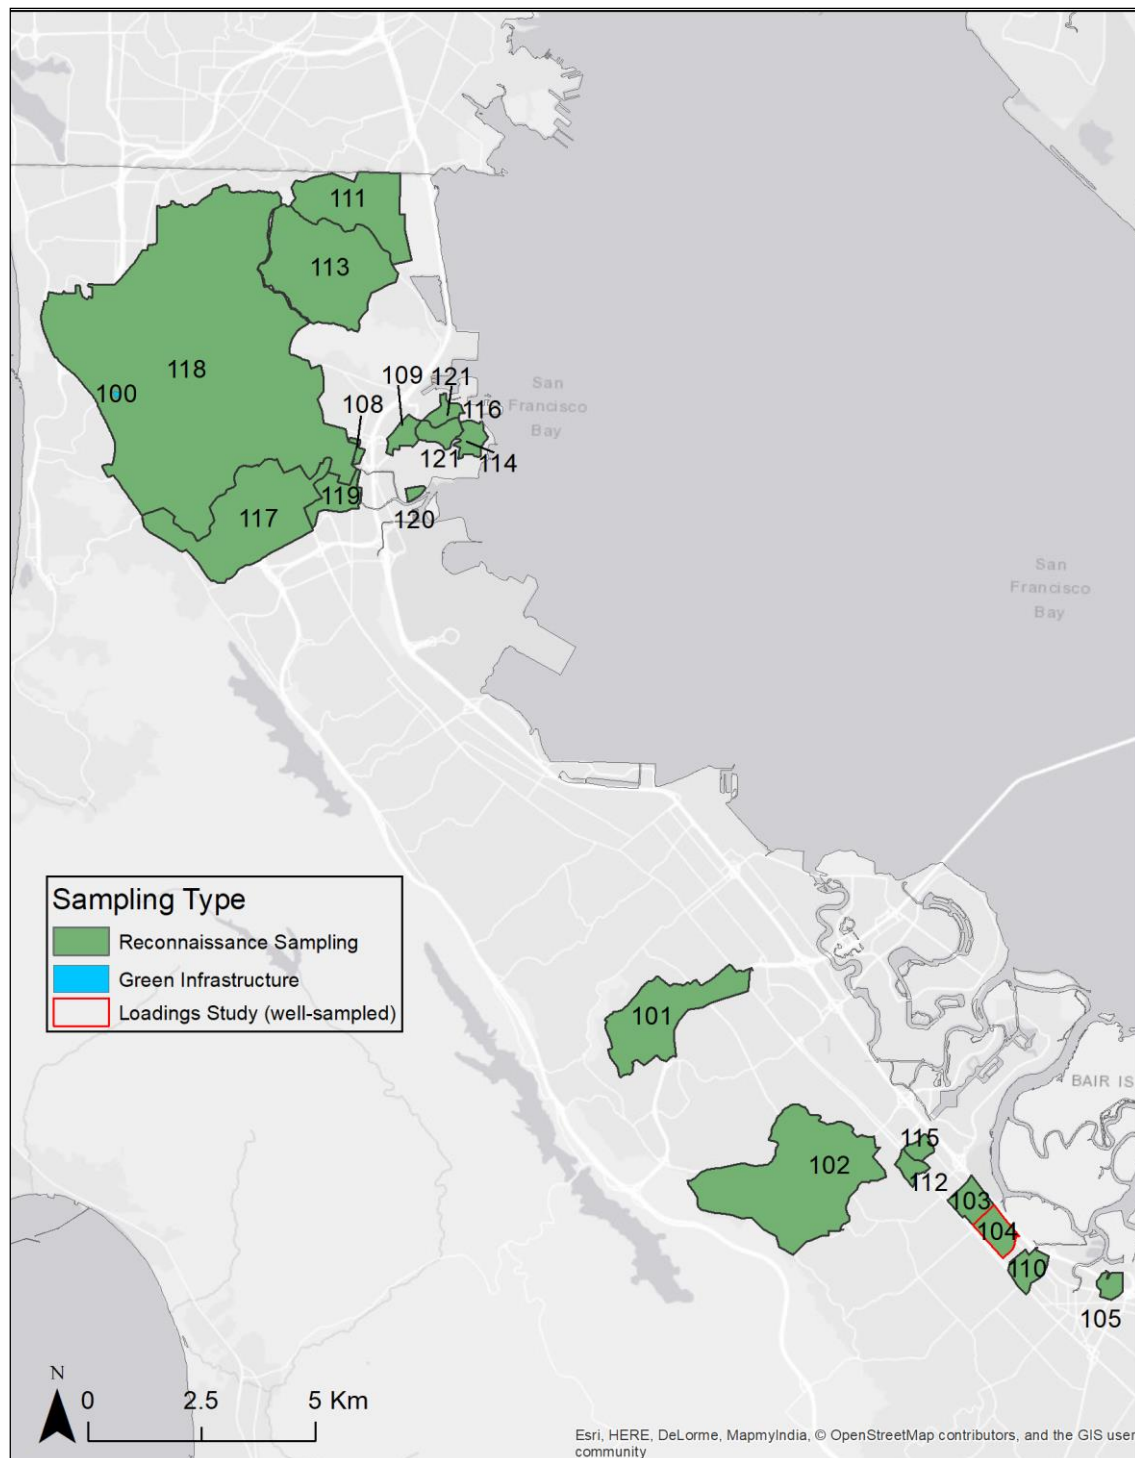 111
113
118
100
109
121
San
Francisco
Bay
116
108
121
114
119
117
120
San
Francisco
Bay
Sampling Type
Reconnaissance Sampling
Green Infrastructure
Loadings Study (well-sampled)
101
BAIR IS
115
102
112
103
104
110
105
N
0 2.5 5 Km
Esri, HERE, DeLorme, MapmyIndia, © OpenStreetMap contributors, and the GIS user
community